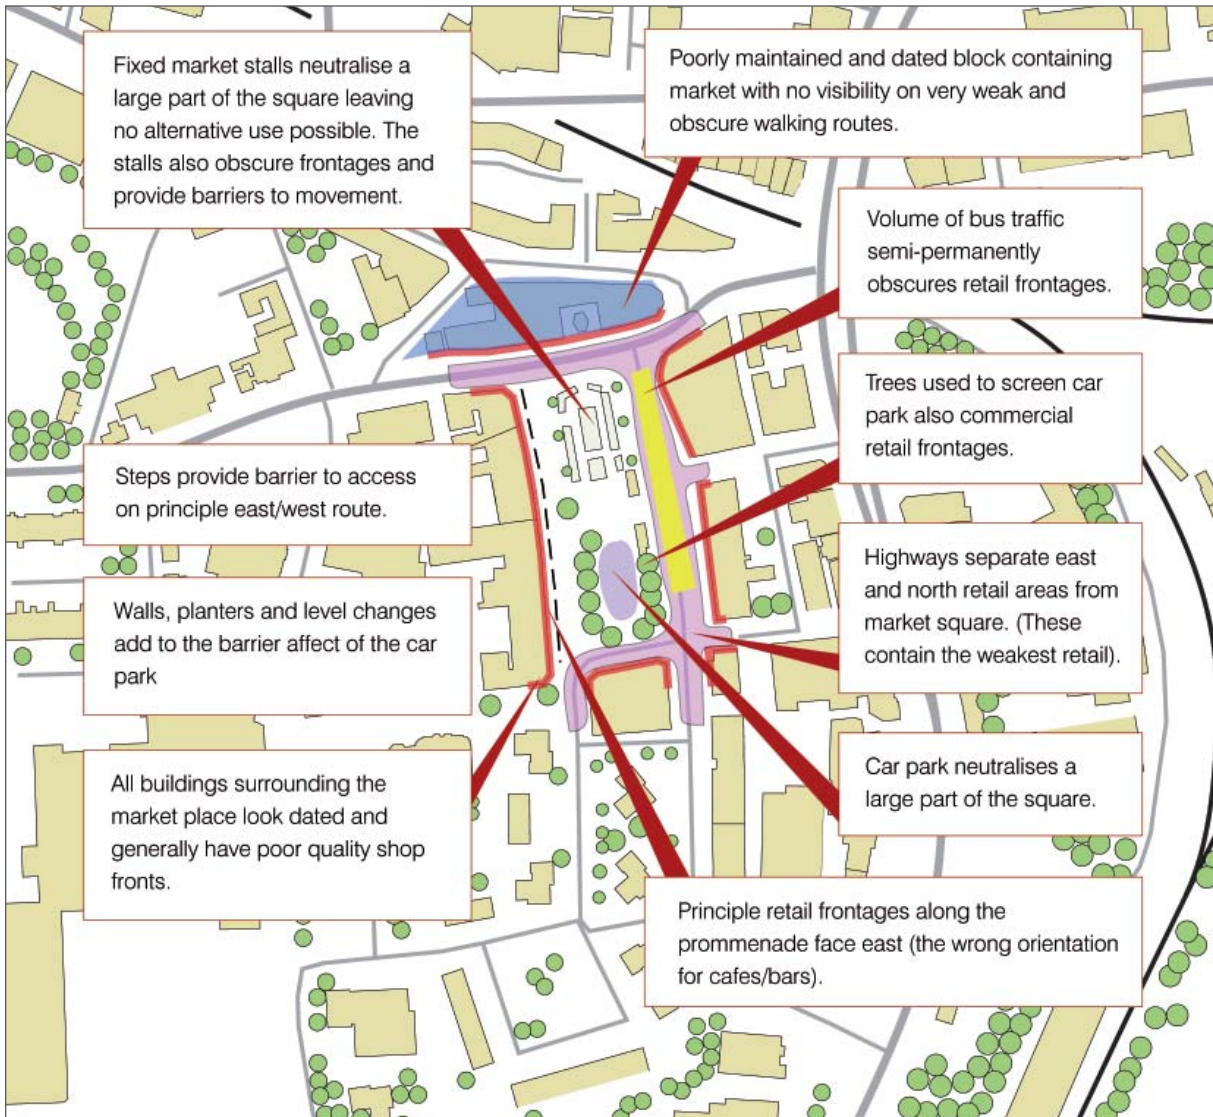 Fixed market stalls neutralise a
large part of the square leaving
no alternative use possible. The
stalls also obscure frontages and
provide barriers to movement.
Poorly maintained and dated block containing
market with no visibility on very weak and
obscure walking routes.
Volume of bus traffic
semi-permanently
obscures retail frontages.
Trees used to screen car
park also commercial
retail frontages.
Steps provide barrier to access
on principle east/west route.
Highways separate east
and north retail areas from
market square. (These
contain the weakest retail).
Walls, planters and level changes
add to the barrier affect of the car
park
Car park neutralises a
large part of the square.
All buildings surrounding the
market place look dated and
generally have poor quality shop
fronts.
Principle retail frontages along the
prommenade face east (the wrong orientation
for cafes/bars).